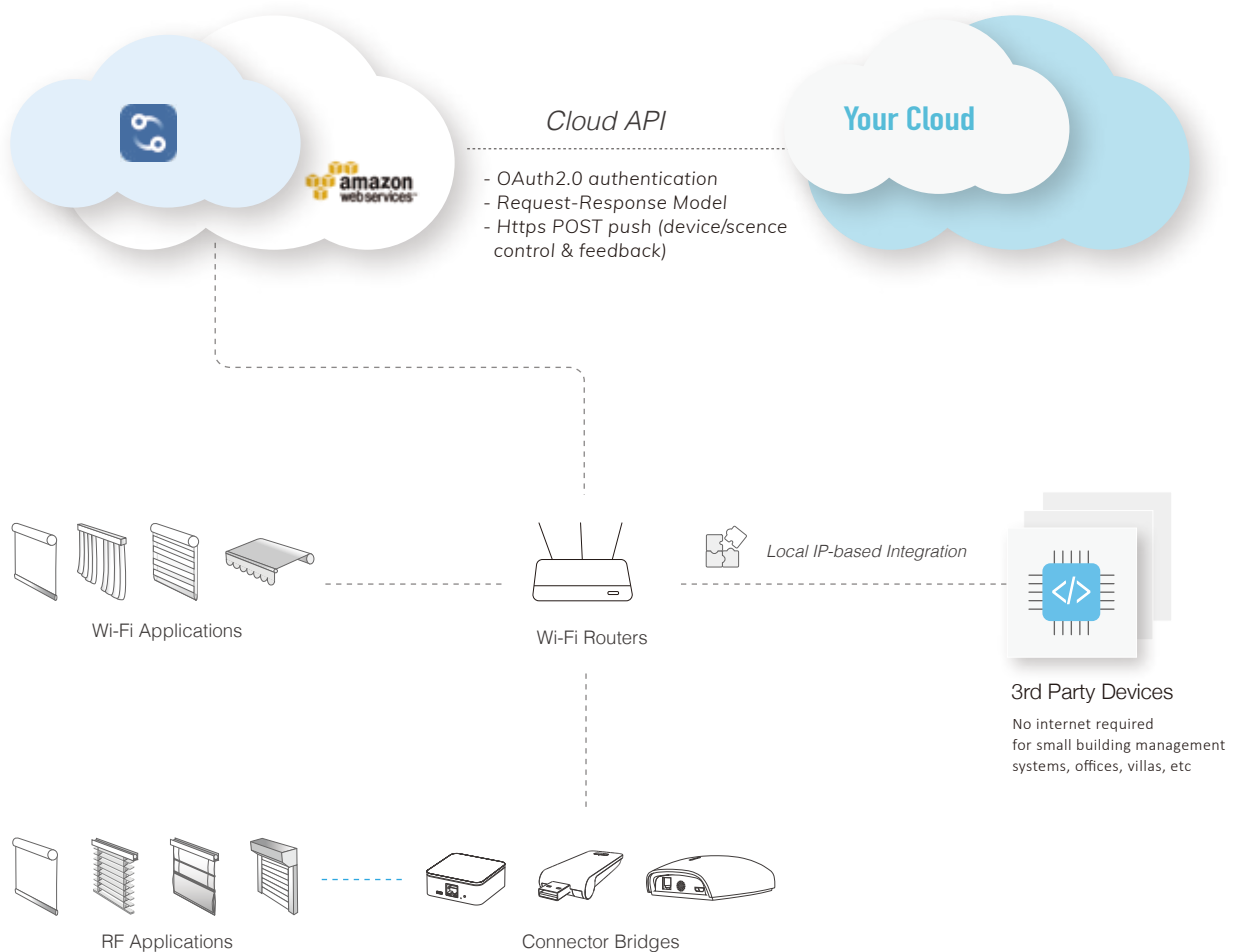 Cloud API
Your Cloud
amazon
webservices™
- OAuth2.0 authentication
- Request-Response Model
- Https POST push (device/scence
control & feedback)
Local IP-based Integration
</>
Wi-Fi Applications
Wi-Fi Routers
3rd Party Devices
No internet required
for small building management
systems, offices, villas, etc
RF Applications
Connector Bridges